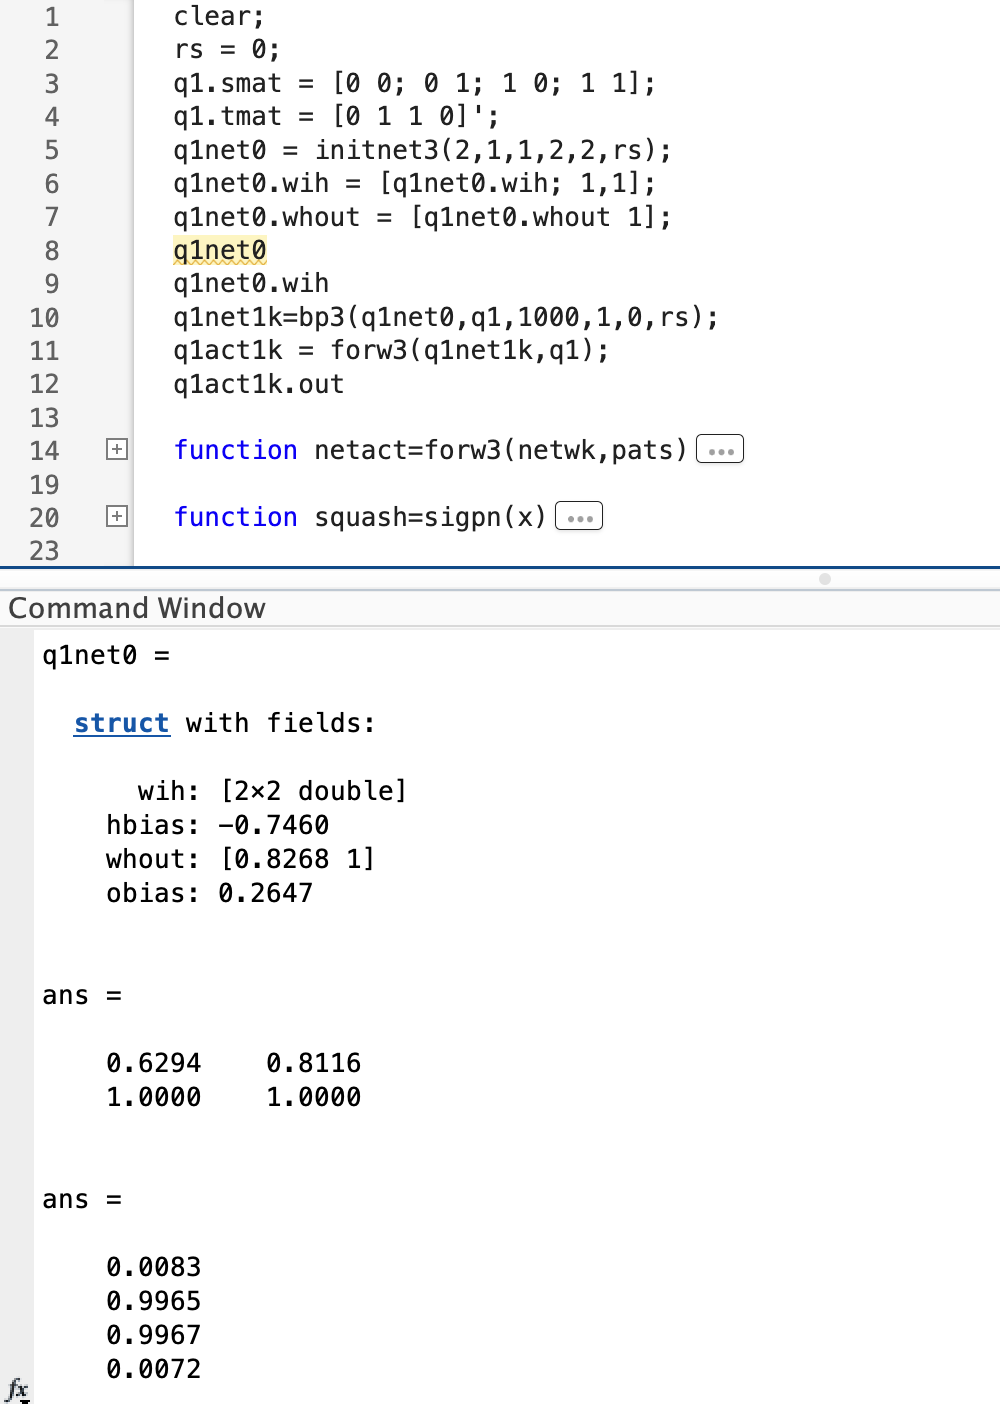 1 clear;
2 rs = 0;
3 q1.smat = [0 0; 0 1; 1 0; 1 1];
4 q1.tmat = [0 1 1 0]';
5 q1net0 = initnet3(2,1,1,2,2,rs);
6 q1net0.wih = [q1net0.wih; 1,1];
7 q1net0.whout = [q1net0.whout 1];
8 q1net0
9 q1net0.wih
10 q1net1k=bp3(q1net0,q1,1000,1,0,rs);
11 q1act1k = forw3(q1net1k,q1);
12 q1act1k.out
13
14 function netact=forw3(netwk,pats) ...
19
20 function squash=sigpn(x) ...
23
Command Window
q1net0 =
struct with fields:
wih: [2×2 double]
hbias: -0.7460
whout: [0.8268 1]
obias: 0.2647
ans =
0.6294 0.8116
1.0000 1.0000
ans =
0.0083
0.9965
0.9967
0.0072
fx